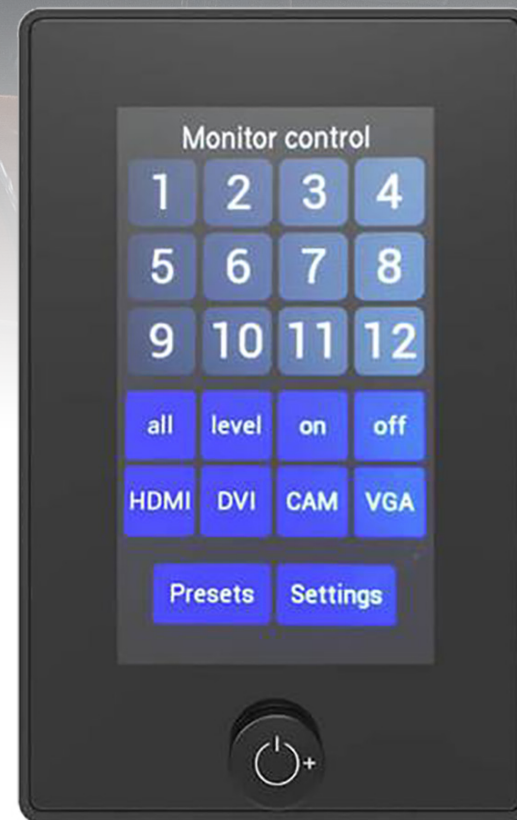 Monitor control
1 2 3 4
5 6 7 8
9 10 11 12
all level on off
HDMI DVI CAM VGA
Presets Settings
+